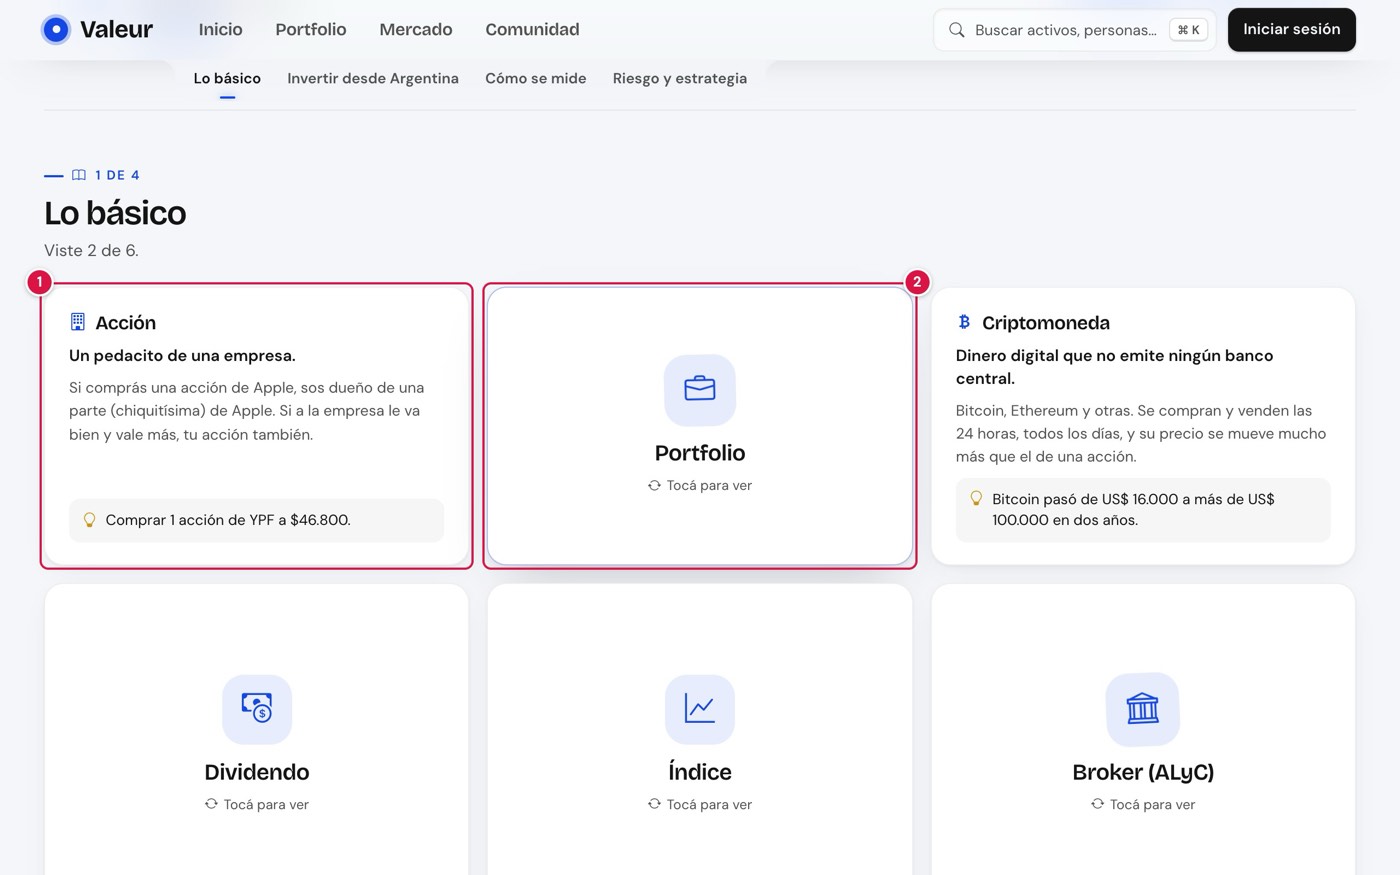 Valeur
Inicio
Portfolio
Mercado
Comunidad
Buscar activos, personas...
⌘ K
Iniciar sesión
Lo básico
Invertir desde Argentina
Cómo se mide
Riesgo y estrategia
1 DE 4
Lo básico
Viste 2 de 6.
1
2
Acción
Un pedacito de una empresa.
Si comprás una acción de Apple, sos dueño de una
parte (chiquitísima) de Apple. Si a la empresa le va
bien y vale más, tu acción también.
Comprar 1 acción de YPF a $46.800.
Portfolio
Tocá para ver
Criptomoneda
Dinero digital que no emite ningún banco
central.
Bitcoin, Ethereum y otras. Se compran y venden las
24 horas, todos los días, y su precio se mueve mucho
más que el de una acción.
Bitcoin pasó de US$ 16.000 a más de US$
100.000 en dos años.
Dividendo
Tocá para ver
Índice
Tocá para ver
Broker (ALyC)
Tocá para ver